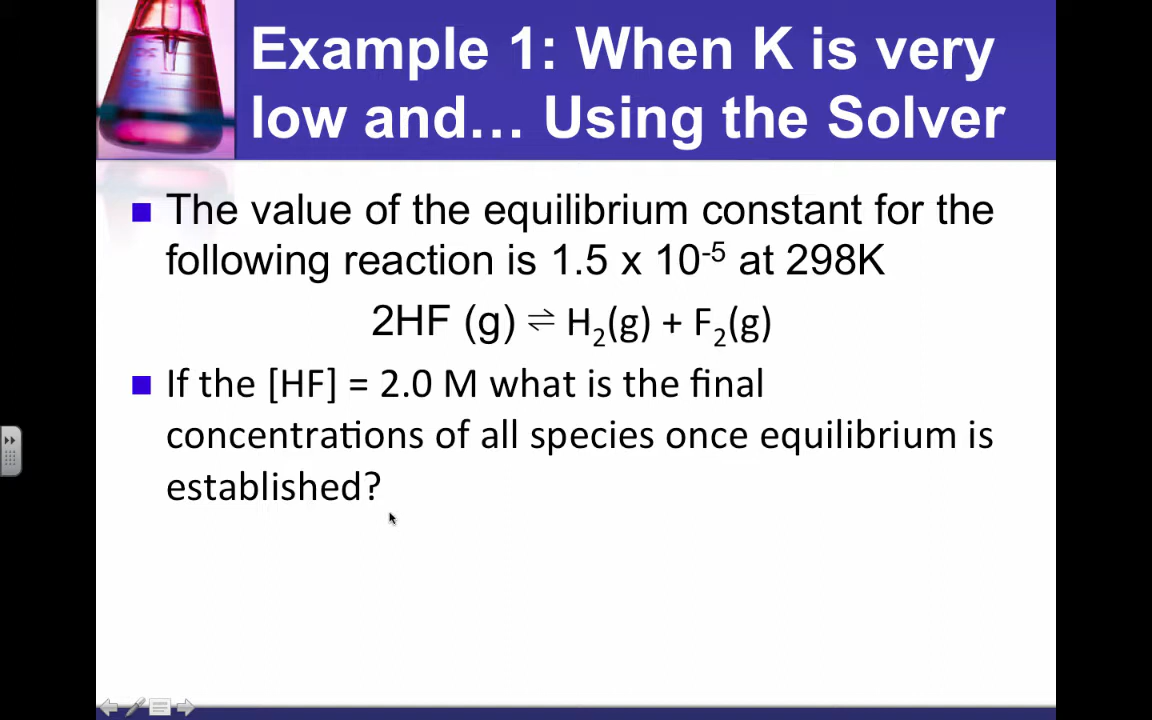 Example 1: When K is very
low and… Using the Solver
The value of the equilibrium constant for the
following reaction is 1.5 x 10⁻⁵ at 298K
2HF (g) ⇌ H₂(g) + F₂(g)
If the [HF] = 2.0 M what is the final
concentrations of all species once equilibrium is
established?